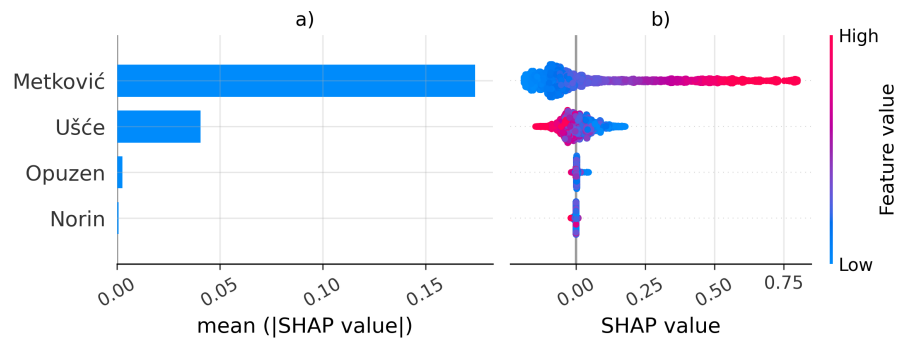 a)
b)
Metković
Ušće
Opuzen
Norin
0.00
0.05
0.10
0.15
mean (|SHAP value|)
0.00
0.25
0.50
0.75
SHAP value
High
Low
Feature value